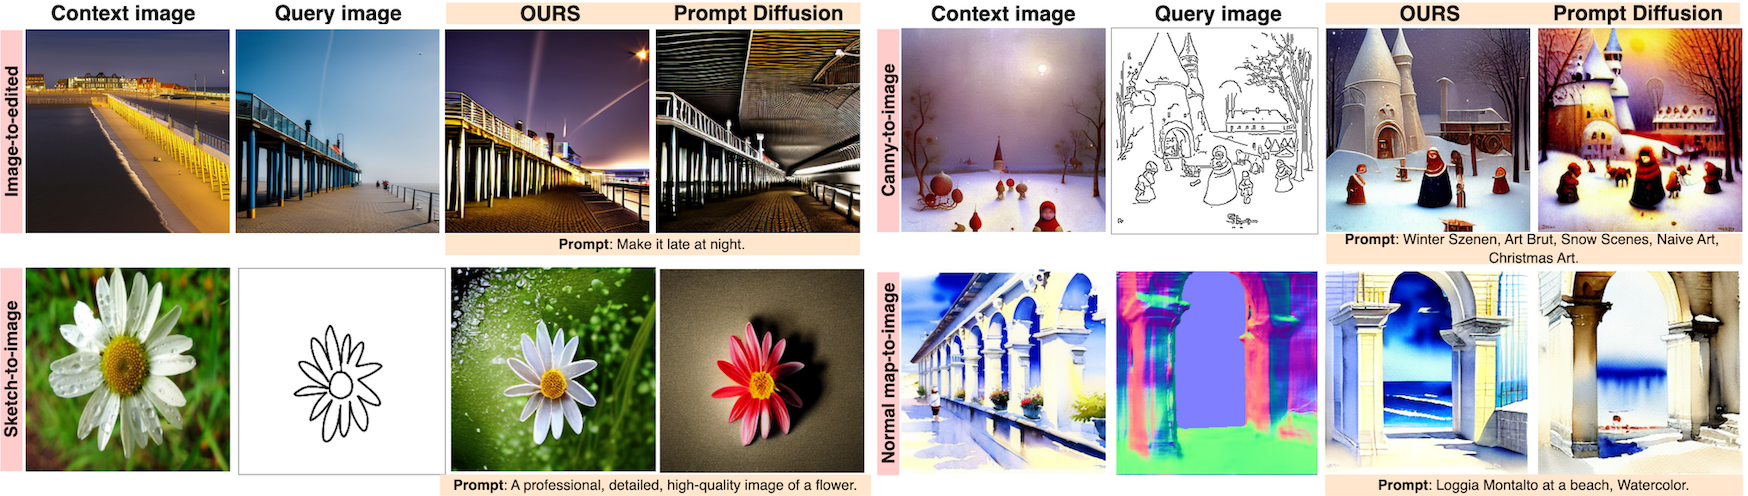 Context image
Query image
OURS
Prompt Diffusion
Image-to-edited
Prompt: Make it late at night.
Sketch-to-image
Prompt: A professional, detailed, high-quality image of a flower.
Context image
Query image
OURS
Prompt Diffusion
Canny-to-image
Prompt: Winter Szenen, Art Brut, Snow Scenes, Naive Art,
Christmas Art.
Normal map-to-image
Prompt: Loggia Montalto at a beach, Watercolor.